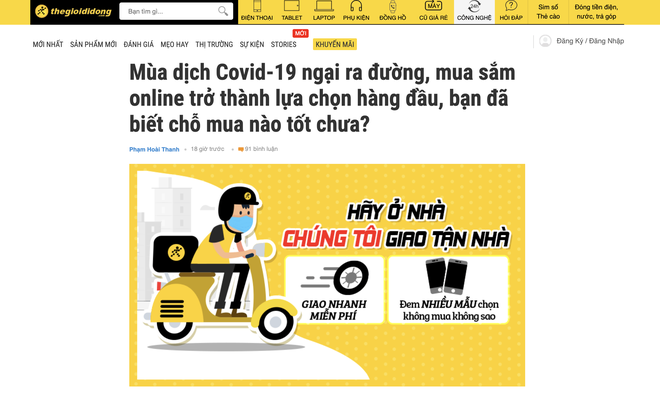 thegioididong
Bạn tìm gì...
ĐIỆN THOẠI
TABLET
LAPTOP
PHỤ KIỆN
ĐỒNG HỒ
MÁY
CŨ GIÁ RẺ
24h
CÔNG NGHỆ
?
HỎI ĐÁP
Sim số
Thẻ cào
Đóng tiền điện,
nước, trả góp
MỚI NHẤT
SẢN PHẨM MỚI
ĐÁNH GIÁ
MẸO HAY
THỊ TRƯỜNG
SỰ KIỆN
STORIES
MỚI
KHUYẾN MÃI
Đăng Ký / Đăng Nhập
Mùa dịch Covid-19 ngại ra đường, mua sắm
online trở thành lựa chọn hàng đầu, bạn đã
biết chỗ mua nào tốt chưa?
Phạm Hoài Thanh • 18 giờ trước • 91 bình luận
HÃY Ở NHÀ
CHÚNG TÔI GIAO TẬN NHÀ
GIAO NHANH
MIỄN PHÍ
Đem NHIỀU MẪU chọn
không mua không sao